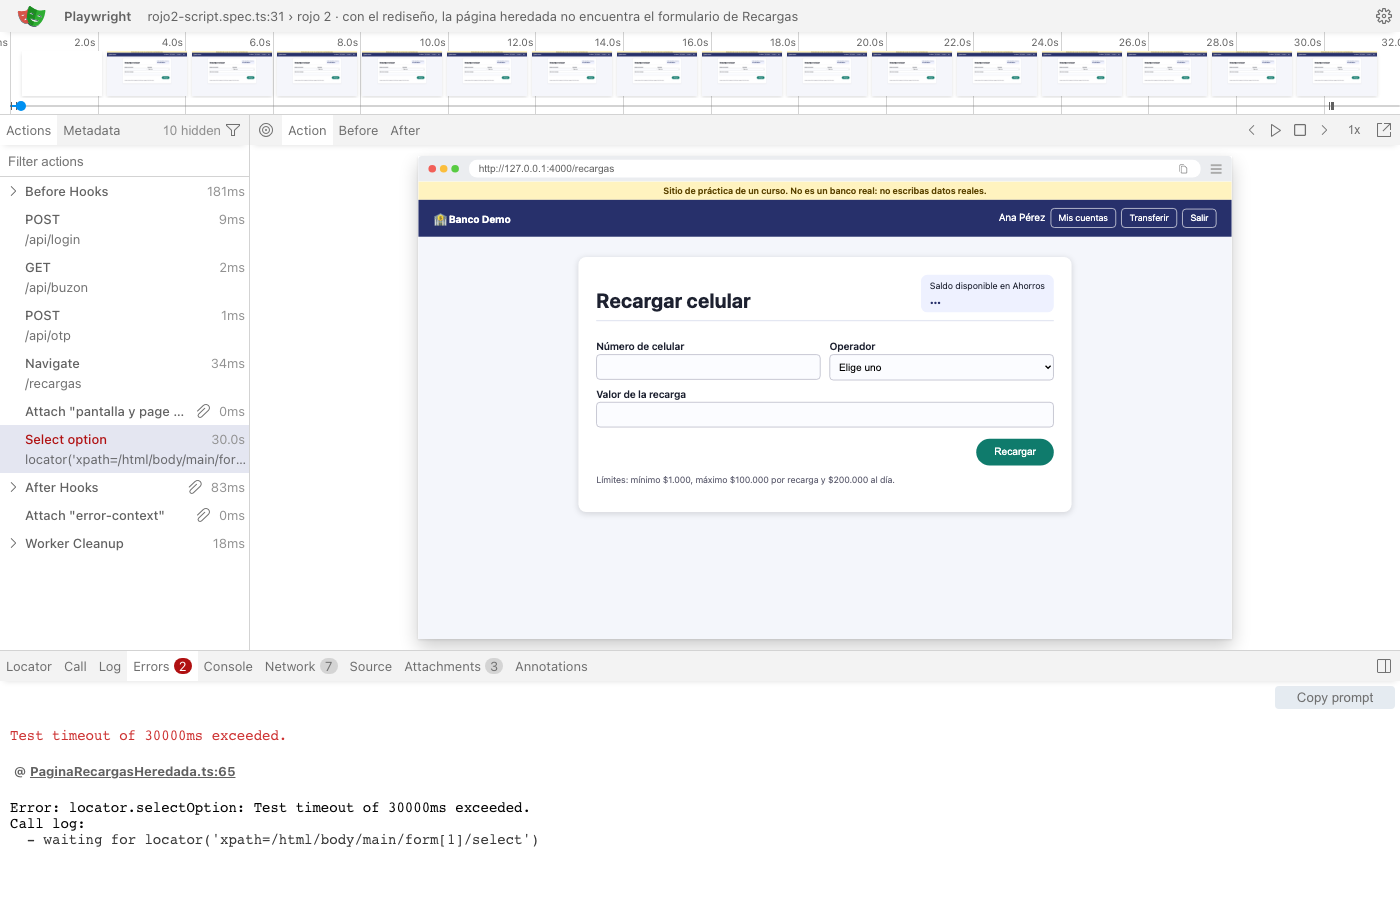 Playwright rojo2-script.spec.ts:31 › rojo 2 · con el rediseño, la página heredada no encuentra el formulario de Recargas
ns 2.0s 4.0s 6.0s 8.0s 10.0s 12.0s 14.0s 16.0s 18.0s 20.0s 22.0s 24.0s 26.0s 28.0s 30.0s 32.0
Actions Metadata 10 hidden
Action Before After 1x
Filter actions
Before Hooks 181ms
POST 9ms
/api/login
GET 2ms
/api/buzon
POST 1ms
/api/otp
Navigate 34ms
/recargas
Attach "pantalla y page ... 0ms
Select option 30.0s
locator('xpath=/html/body/main/for...
After Hooks 83ms
Attach "error-context" 0ms
Worker Cleanup 18ms
http://127.0.0.1:4000/recargas
Sitio de práctica de un curso. No es un banco real: no escribas datos reales.
Banco Demo Ana Pérez Mis cuentas Transferir Salir
Recargar celular
Saldo disponible en Ahorros
...
Número de celular Operador
Elige uno
Valor de la recarga
Recargar
Límites: mínimo $1.000, máximo $100.000 por recarga y $200.000 al día.
Locator Call Log Errors 2 Console Network 7 Source Attachments 3 Annotations
Copy prompt
Test timeout of 30000ms exceeded.
@ PaginaRecargasHeredada.ts:65
Error: locator.selectOption: Test timeout of 30000ms exceeded.
Call log:
- waiting for locator('xpath=/html/body/main/form[1]/select')